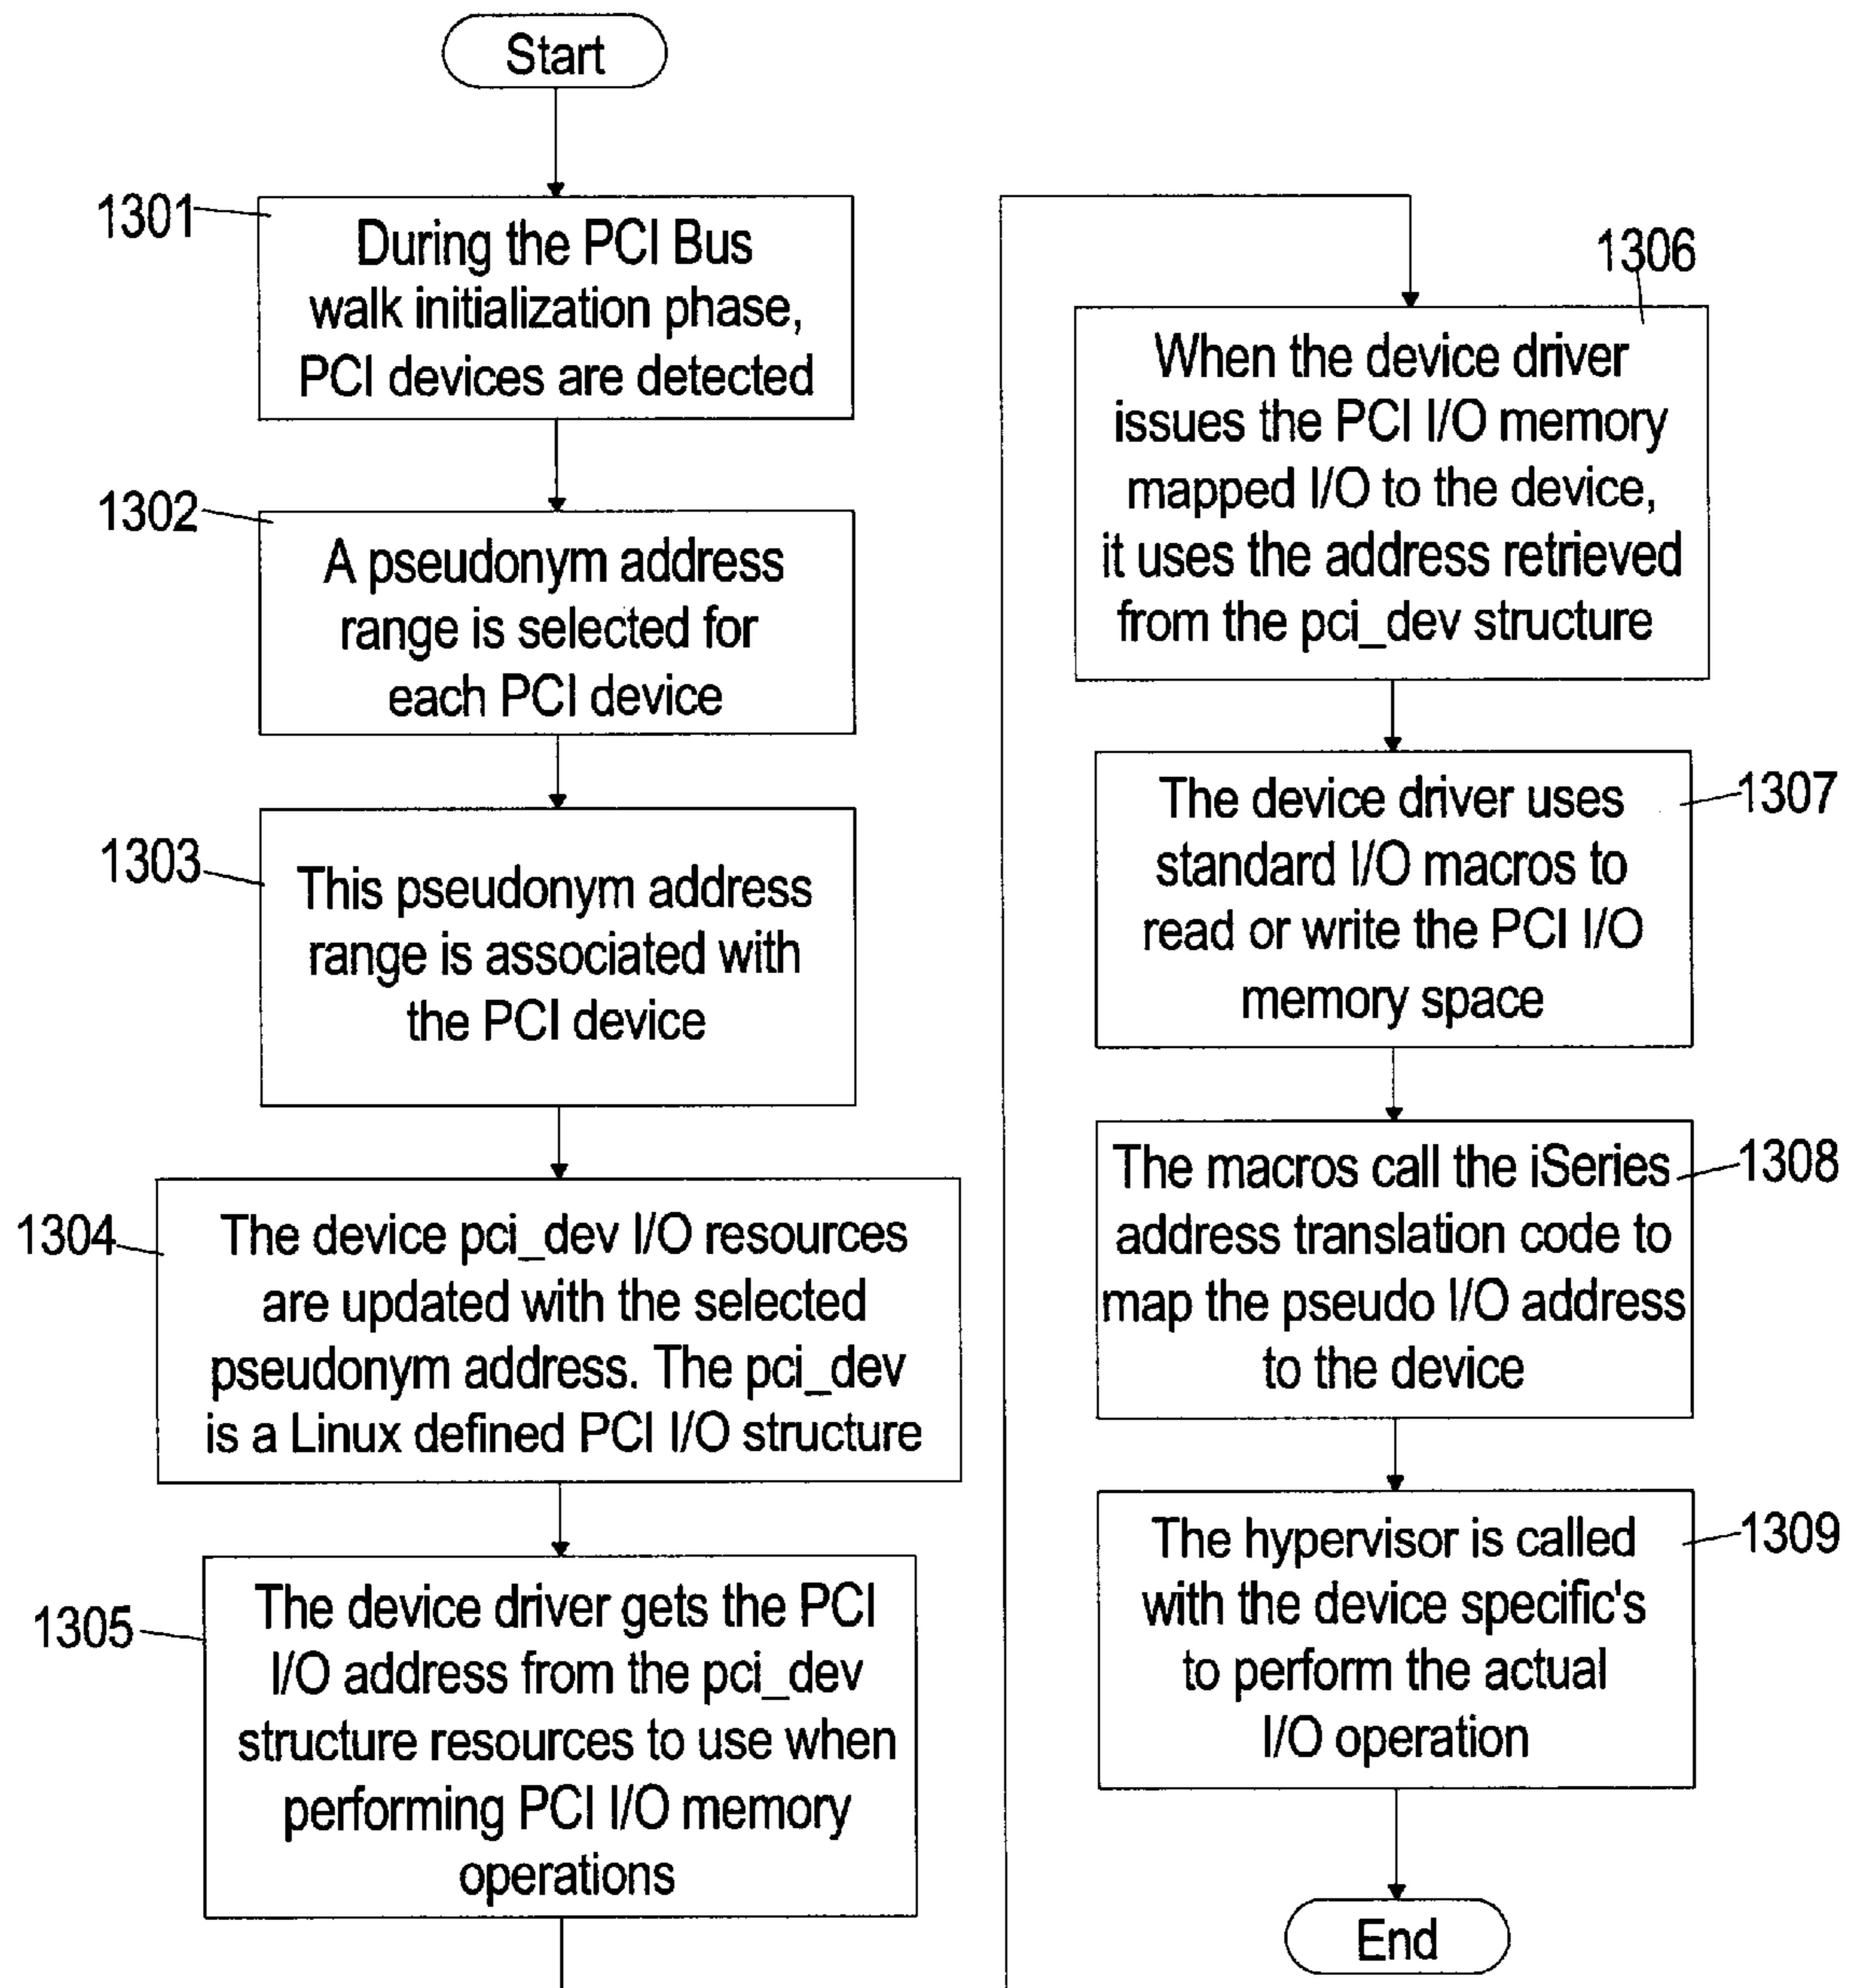 Start
1301
During the PCI Bus
walk initialization phase,
PCI devices are detected
1302
A pseudonym address
range is selected for
each PCI device
1303
This pseudonym address
range is associated with
the PCI device
1304
The device pci_dev I/O resources
are updated with the selected
pseudonym address. The pci_dev
is a Linux defined PCI I/O structure
1305
The device driver gets the PCI
I/O address from the pci_dev
structure resources to use when
performing PCI I/O memory
operations
1306
When the device driver
issues the PCI I/O memory
mapped I/O to the device,
it uses the address retrieved
from the pci_dev structure
1307
The device driver uses
standard I/O macros to
read or write the PCI I/O
memory space
1308
The macros call the iSeries
address translation code to
map the pseudo I/O address
to the device
1309
The hypervisor is called
with the device specific's
to perform the actual
I/O operation
End